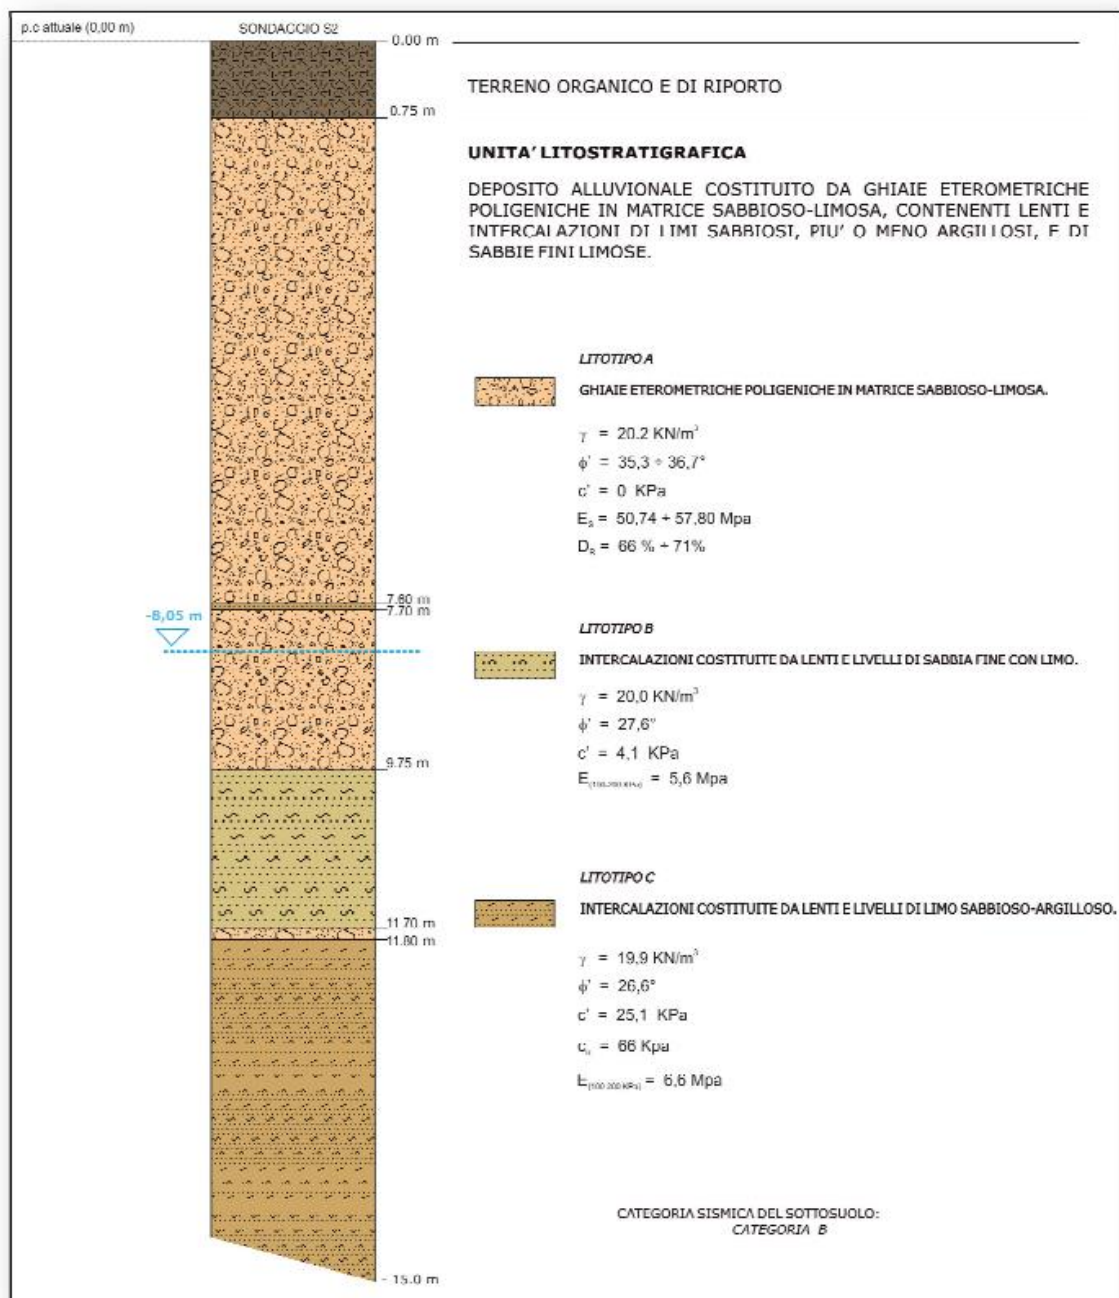 p.c attuale (0,00 m)
SONDAGGIO S2
0.00 m
TERRENO ORGANICO E DI RIPORTO
0.75 m
UNITA' LITOSTRATIGRAFICA
DEPOSITO ALLUVIONALE COSTITUITO DA GHIAIE ETEROMETRICHE
POLIGENICHE IN MATRICE SABBIOSO-LIMOSA, CONTENENTI LENTI E
INTERCALAZIONI DI LIMI SABBIOSI, PIU' O MENO ARGILLOSI, E DI
SABBIE FINI LIMOSE.
LITOTIPO A
GHIAIE ETEROMETRICHE POLIGENICHE IN MATRICE SABBIOSO-LIMOSA.
γ = 20.2 KN/m³
ϕ' = 35,3 ÷ 36,7°
c' = 0 KPa
Es = 50,74 ÷ 57,80 Mpa
DR = 66 % ÷ 71%
7.60 m
7.70 m
-8,05 m
LITOTIPO B
INTERCALAZIONI COSTITUITE DA LENTI E LIVELLI DI SABBIA FINE CON LIMO.
γ = 20,0 KN/m³
ϕ' = 27,6°
c' = 4,1 KPa
E(100-200 KPa) = 5,6 Mpa
9.75 m
LITOTIPO C
INTERCALAZIONI COSTITUITE DA LENTI E LIVELLI DI LIMO SABBIOSO-ARGILLOSO.
11.70 m
11.80 m
γ = 19,9 KN/m³
ϕ' = 26,6°
c' = 25,1 KPa
cu = 66 Kpa
E(100-200 KPa) = 6,6 Mpa
CATEGORIA SISMICA DEL SOTTOSUOLO:
CATEGORIA B
- 15.0 m